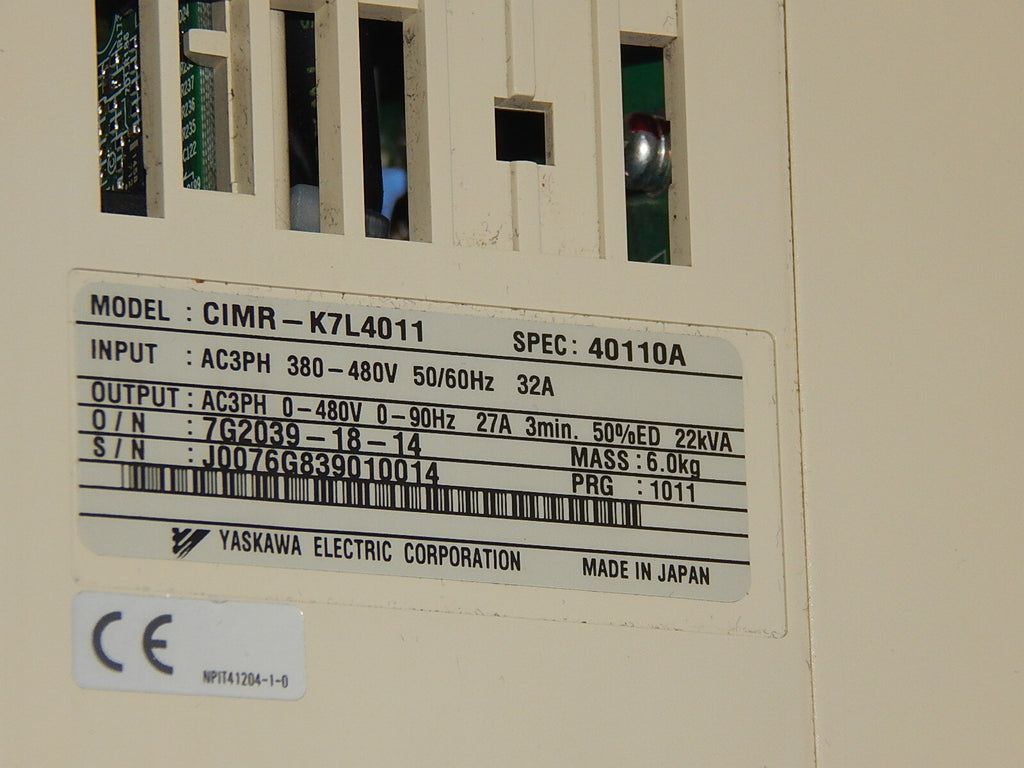 MODEL : CIMR-K7L4011 SPEC: 40110A
INPUT : AC3PH 380-480V 50/60Hz 32A
OUTPUT : AC3PH 0-480V 0-90Hz 27A 3min. 50%ED 22kVA
O/N : 7G2039-18-14 MASS : 6.0kg
S/N : J0076G839010014 PRG : 1011
YASKAWA ELECTRIC CORPORATION MADE IN JAPAN
CE
NPIT41204-1-0